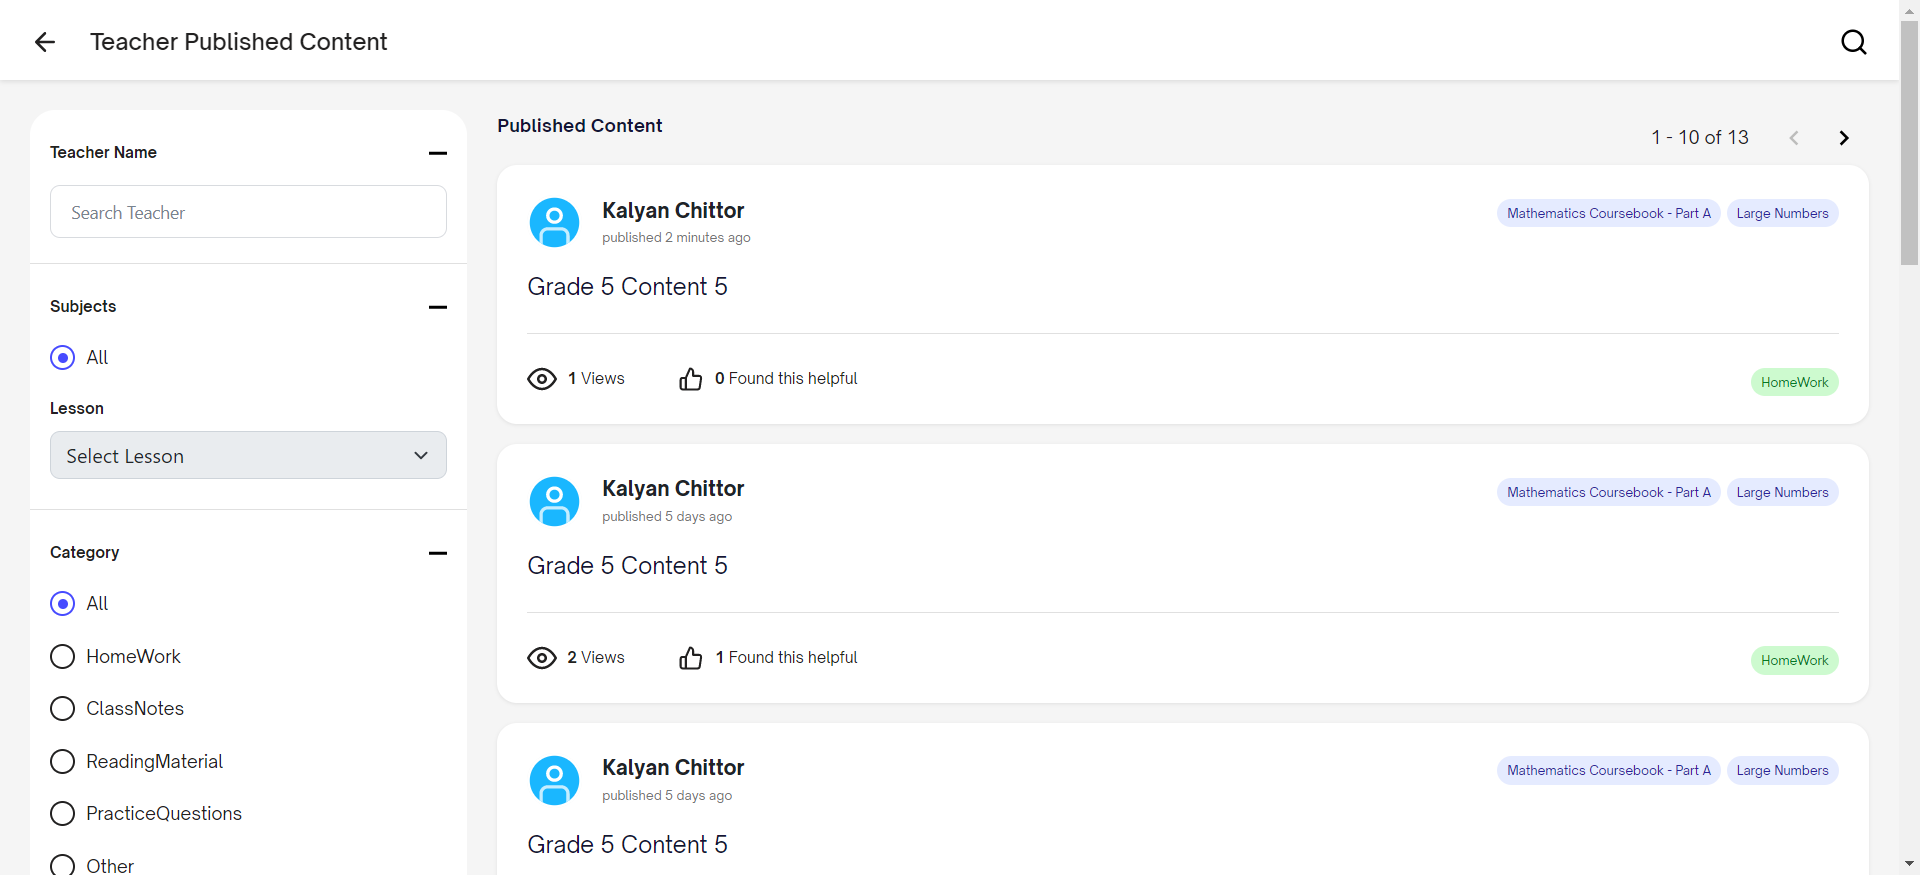 Teacher Published Content
Teacher Name
Search Teacher
Subjects
All
Lesson
Select Lesson
Category
All
HomeWork
ClassNotes
ReadingMaterial
PracticeQuestions
Other
Published Content
1 - 10 of 13
Kalyan Chittor
published 2 minutes ago
Mathematics Coursebook - Part A
Large Numbers
Grade 5 Content 5
1 Views
0 Found this helpful
HomeWork
Kalyan Chittor
published 5 days ago
Mathematics Coursebook - Part A
Large Numbers
Grade 5 Content 5
2 Views
1 Found this helpful
HomeWork
Kalyan Chittor
published 5 days ago
Mathematics Coursebook - Part A
Large Numbers
Grade 5 Content 5